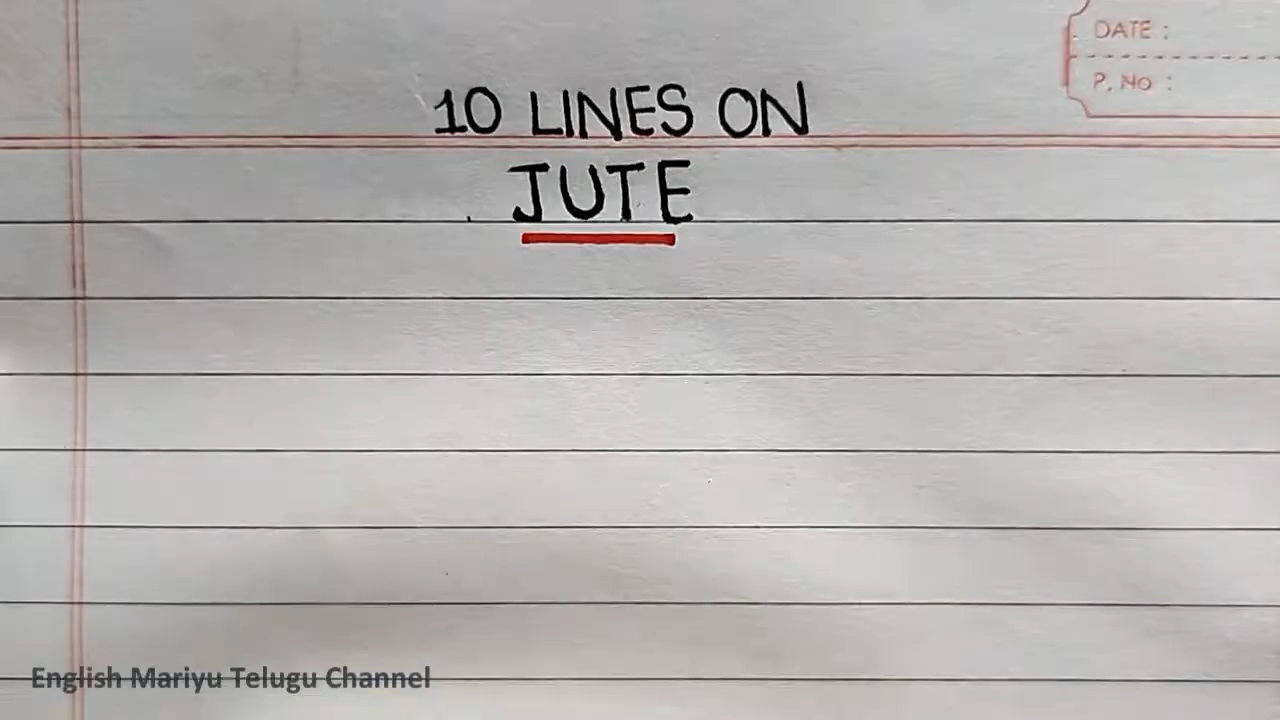 DATE :
P. No :
10 LINES ON
JUTE
English Mariyu Telugu Channel